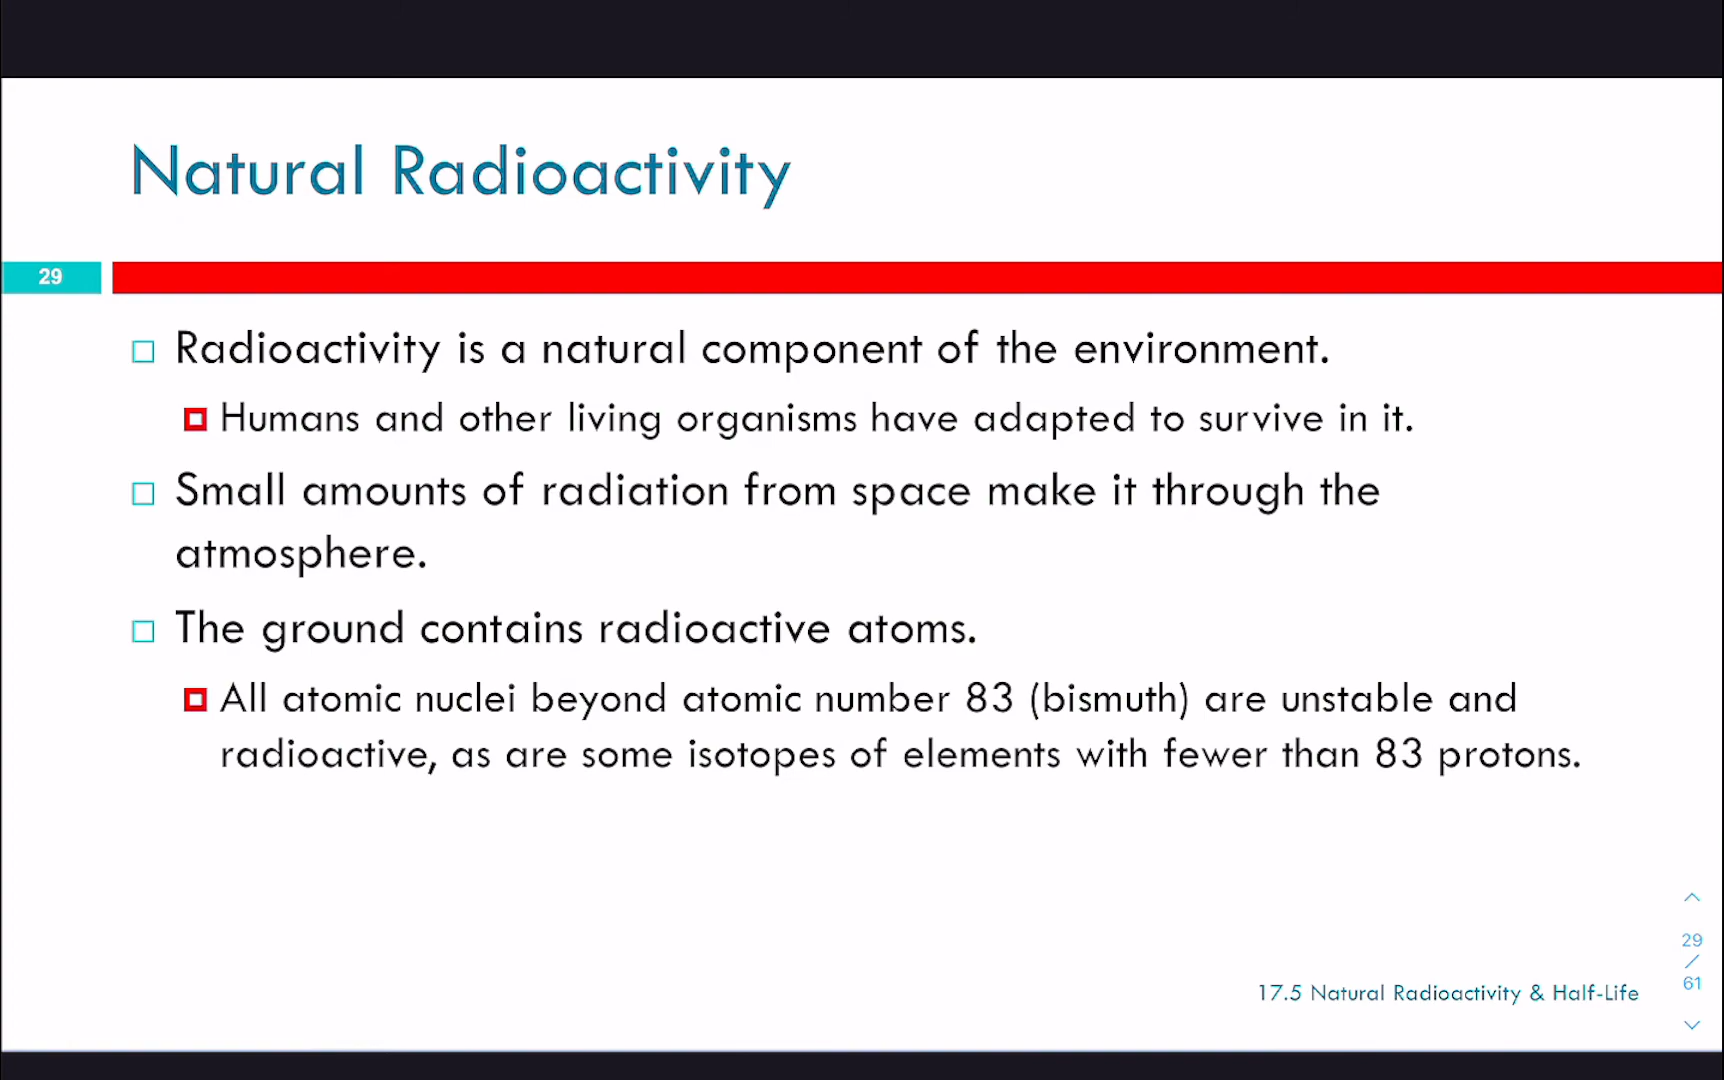 Natural Radioactivity
29
Radioactivity is a natural component of the environment.
Humans and other living organisms have adapted to survive in it.
Small amounts of radiation from space make it through the
atmosphere.
The ground contains radioactive atoms.
All atomic nuclei beyond atomic number 83 (bismuth) are unstable and
radioactive, as are some isotopes of elements with fewer than 83 protons.
29
/
61
17.5 Natural Radioactivity & Half-Life